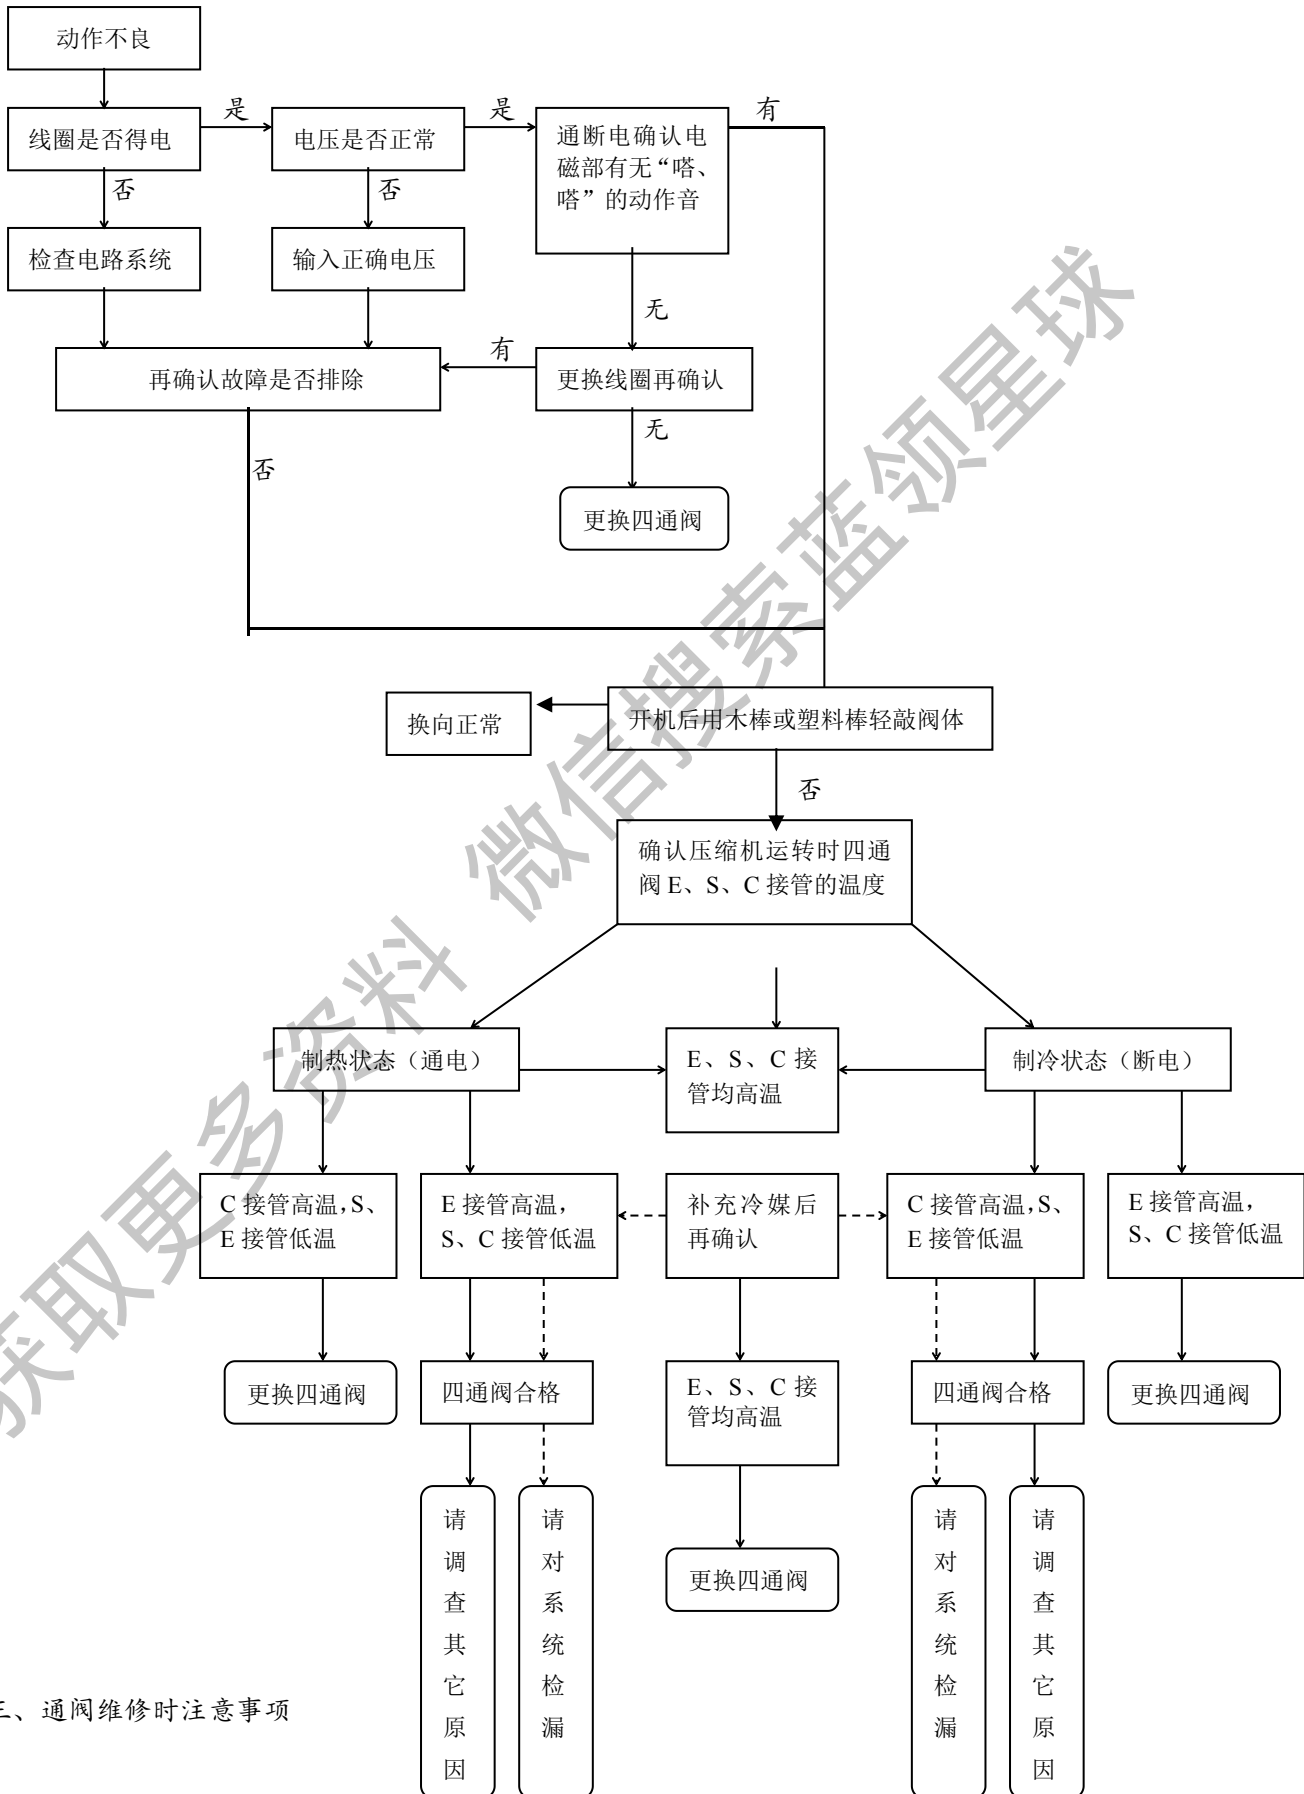 动作不良
是
是
有
线圈是否得电
电压是否正常
通断电确认电
磁部有无“嗒、
嗒”的动作音
否
否
检查电路系统
输入正确电压
无
有
再确认故障是否排除
更换线圈再确认
无
否
更换四通阀
换向正常
开机后用木棒或塑料棒轻敲阀体
否
确认压缩机运转时四通
阀 E、S、C 接管的温度
制热状态（通电）
E、S、C 接
管均高温
制冷状态（断电）
C 接管高温，S、
E 接管低温
E 接管高温，
S、C 接管低温
补充冷媒后
再确认
C 接管高温，S、
E 接管低温
E 接管高温，
S、C 接管低温
更换四通阀
四通阀合格
E、S、C 接
管均高温
四通阀合格
更换四通阀
请调查其它原因
请对系统检漏
更换四通阀
请对系统检漏
请调查其它原因
三、通阀维修时注意事项
获取更多资料 微信搜索蓝领星球